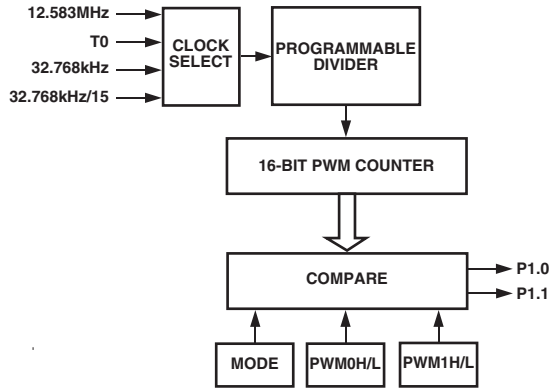 12.583MHz
T0
32.768kHz
32.768kHz/15
CLOCK
SELECT
PROGRAMMABLE
DIVIDER
16-BIT PWM COUNTER
COMPARE
P1.0
P1.1
MODE
PWM0H/L
PWM1H/L